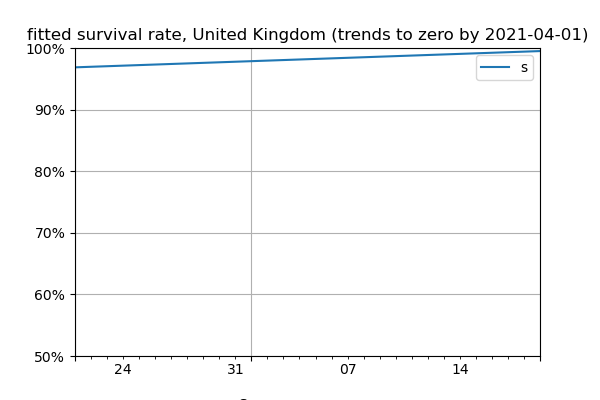 fitted survival rate, United Kingdom (trends to zero by 2021-04-01)
100%
s
90%
80%
70%
60%
50%
24 31 07 14